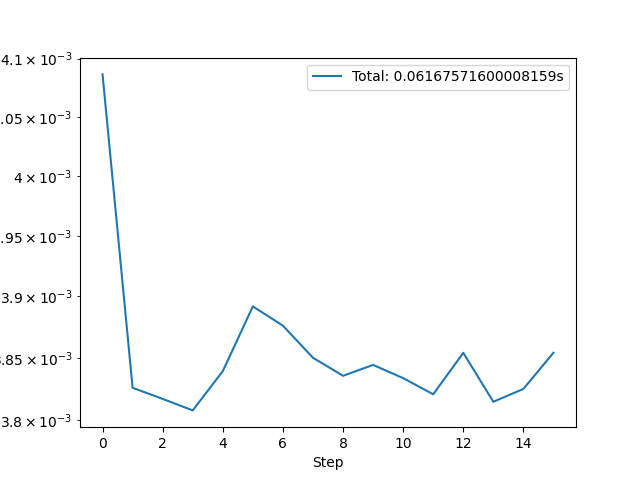 4.1 × 10⁻³
.05 × 10⁻³
4 × 10⁻³
.95 × 10⁻³
3.9 × 10⁻³
3.85 × 10⁻³
3.8 × 10⁻³
0 2 4 6 8 10 12 14
Step
Total: 0.06167571600008159s